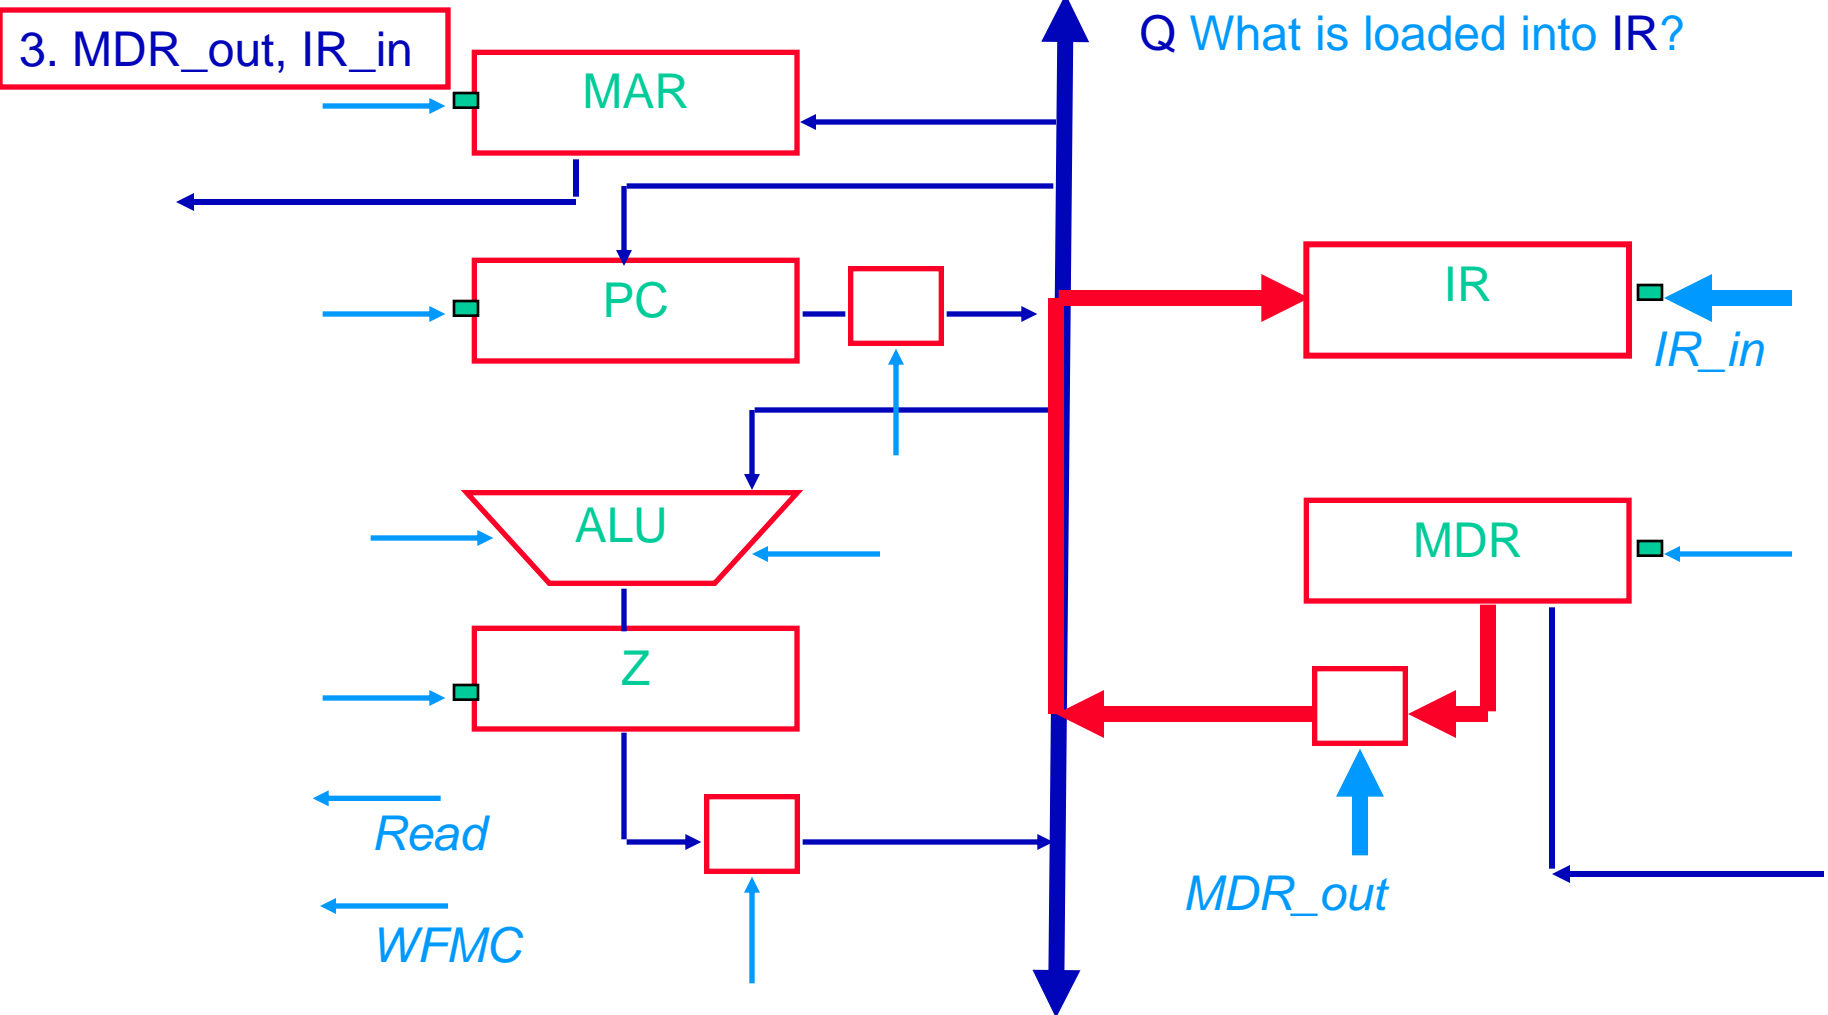 3. MDR_out, IR_in
Q What is loaded into IR?
MAR
PC
IR
IR_in
ALU
MDR
Z
Read
MDR_out
WFMC